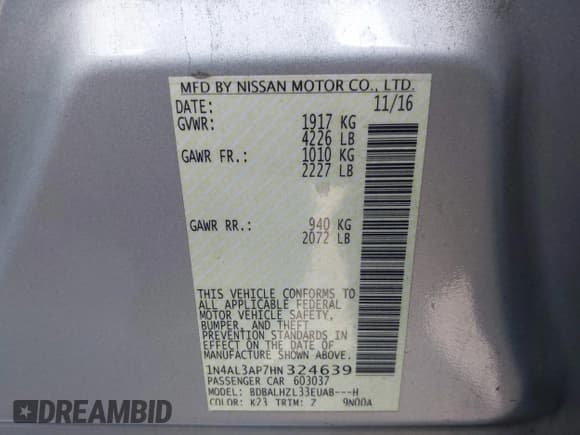 MFD BY NISSAN MOTOR CO., LTD.
DATE: 11/16
GVWR: 1917 KG
4226 LB
GAWR FR.: 1010 KG
2227 LB
GAWR RR.: 940 KG
2072 LB
THIS VEHICLE CONFORMS TO
ALL APPLICABLE FEDERAL
MOTOR VEHICLE SAFETY,
BUMPER, AND THEFT
PREVENTION STANDARDS IN
EFFECT ON THE DATE OF
MANUFACTURE SHOWN ABOVE.
1N4AL3AP7HN324639
PASSENGER CAR 603037
MODEL: BDBALHZL33EUAB---H
COLOR: K23 TRIM: Z 9N00A
DREAMBID